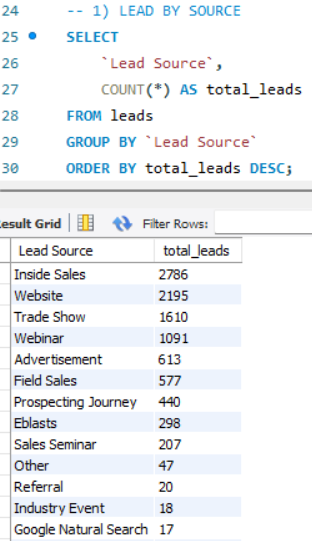 24 -- 1) LEAD BY SOURCE
25 SELECT
26 `Lead Source`,
27 COUNT(*) AS total_leads
28 FROM leads
29 GROUP BY `Lead Source`
30 ORDER BY total_leads DESC;
Result Grid Filter Rows:
Lead Source total_leads
Inside Sales 2786
Website 2195
Trade Show 1610
Webinar 1091
Advertisement 613
Field Sales 577
Prospecting Journey 440
Eblasts 298
Sales Seminar 207
Other 47
Referral 20
Industry Event 18
Google Natural Search 17